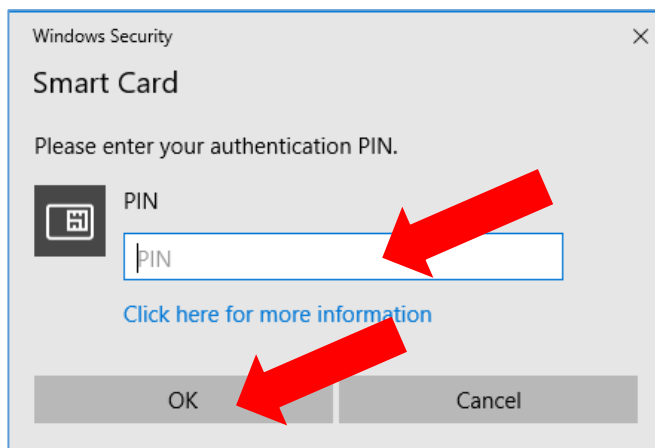 Windows Security
Smart Card
Please enter your authentication PIN.
PIN
PIN
Click here for more information
OK Cancel